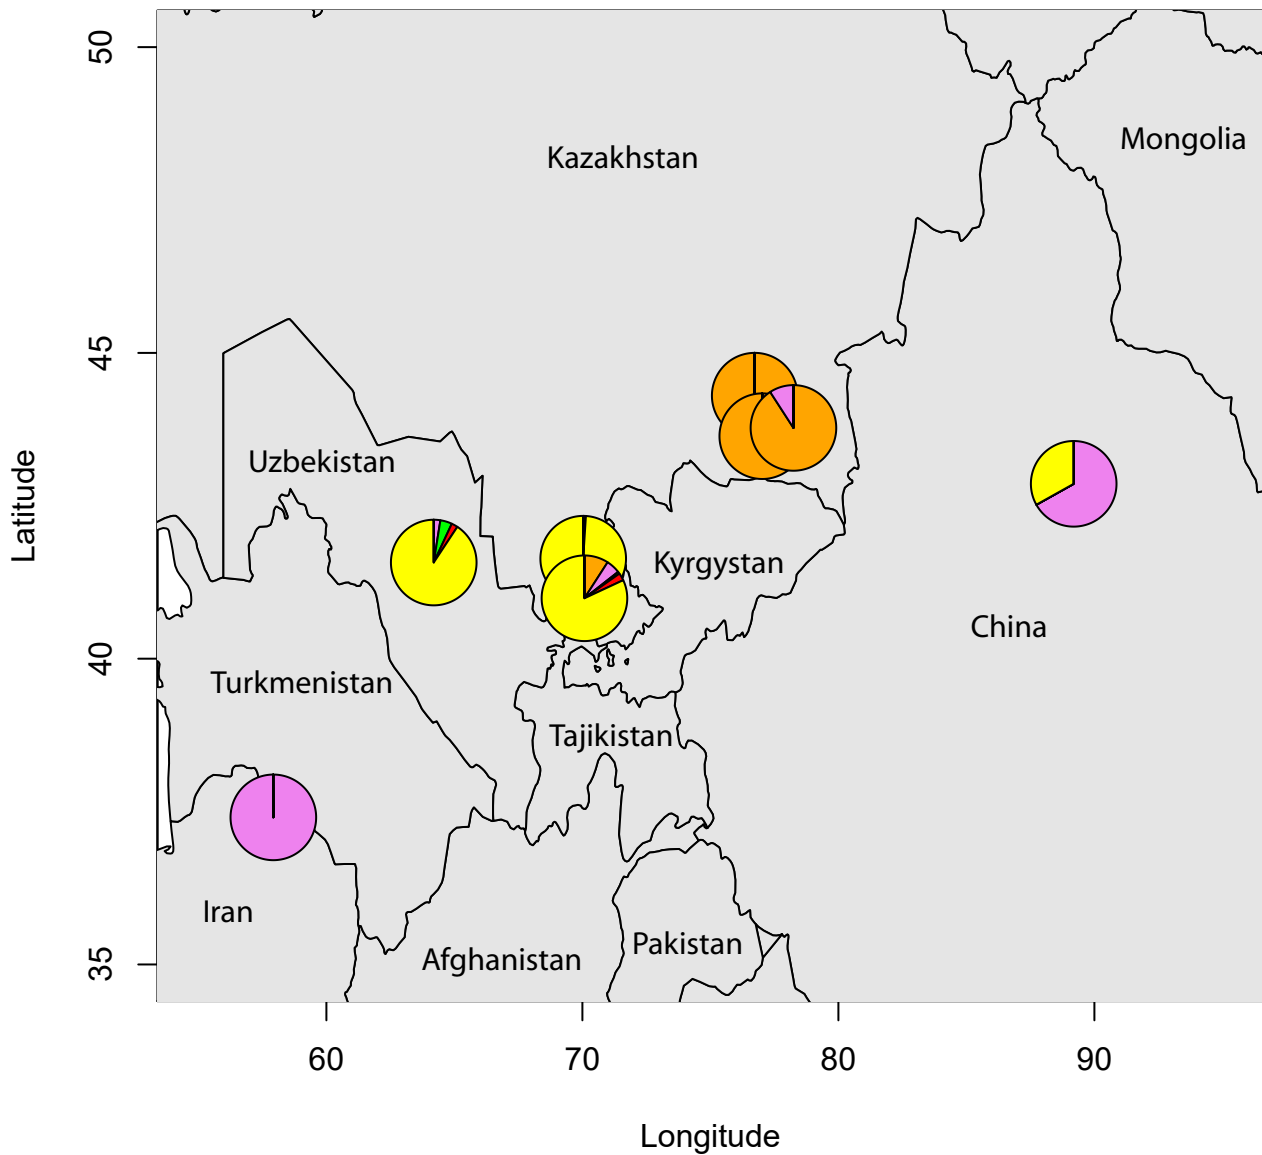 50
Mongolia
Kazakhstan
45
Uzbekistan
Latitude
Kyrgystan
China
40
Turkmenistan
Tajikistan
Iran
Pakistan
Afghanistan
35
60
70
80
90
Longitude